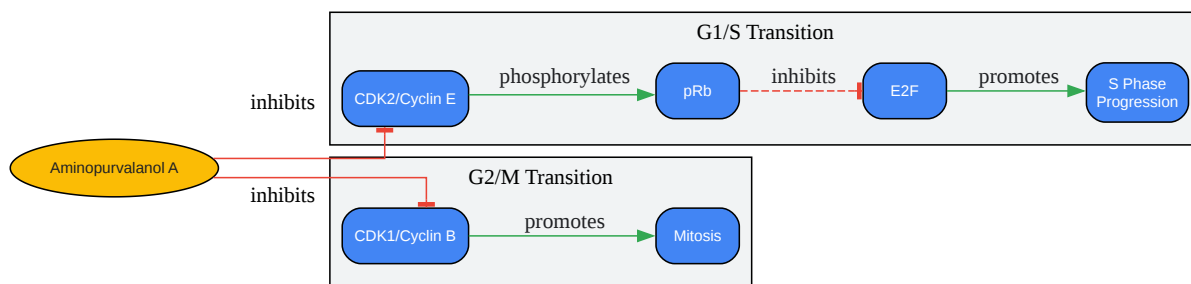 G1/S Transition
phosphorylates
inhibits
promotes
inhibits
CDK2/Cyclin E
pRb
E2F
S Phase
Progression
Aminopurvalanol A
inhibits
G2/M Transition
promotes
CDK1/Cyclin B
Mitosis